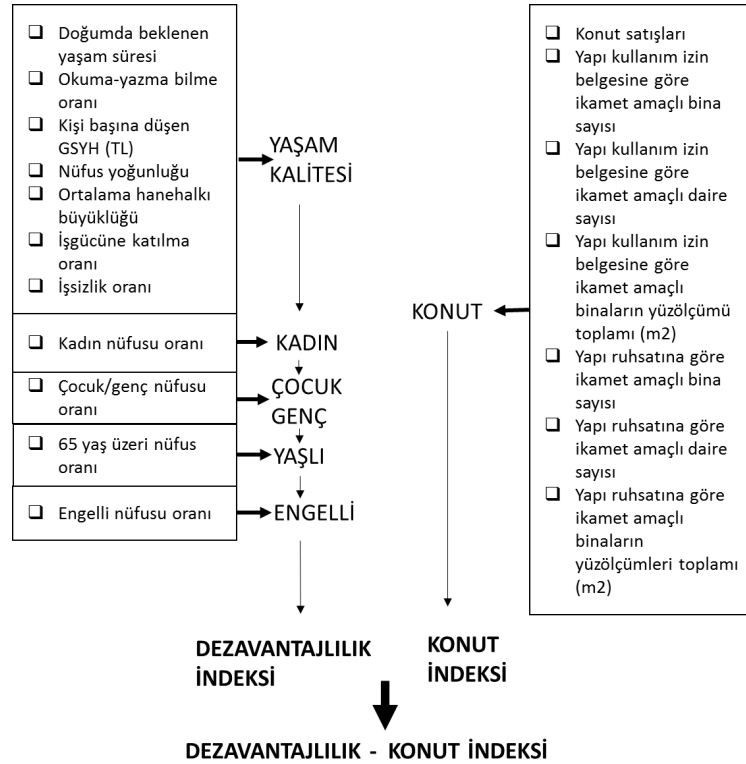 ❑ Doğumda beklenen
yaşam süresi
❑ Okuma-yazma bilme
oranı
❑ Kişi başına düşen
GSYH (TL)
❑ Nüfus yoğunluğu
❑ Ortalama hanehalkı
büyüklüğü
❑ İşgücüne katılma
oranı
❑ İşsizlik oranı
YAŞAM
KALİTESİ
❑ Kadın nüfusu oranı
KADIN
❑ Çocuk/genç nüfusu
oranı
ÇOCUK
GENÇ
❑ 65 yaş üzeri nüfus
oranı
YAŞLI
❑ Engelli nüfusu oranı
ENGELLİ
KONUT
❑ Konut satışları
❑ Yapı kullanım izin
belgesine göre
ikamet amaçlı bina
sayısı
❑ Yapı kullanım izin
belgesine göre
ikamet amaçlı daire
sayısı
❑ Yapı kullanım izin
belgesine göre
ikamet amaçlı
binaların yüzölçümü
toplamı (m2)
❑ Yapı ruhsatına göre
ikamet amaçlı bina
sayısı
❑ Yapı ruhsatına göre
ikamet amaçlı daire
sayısı
❑ Yapı ruhsatına göre
ikamet amaçlı
binaların
yüzölçümleri toplamı
(m2)
DEZAVANTAJLILIK
İNDEKSİ
KONUT
İNDEKSİ
DEZAVANTAJLILIK - KONUT İNDEKSİ